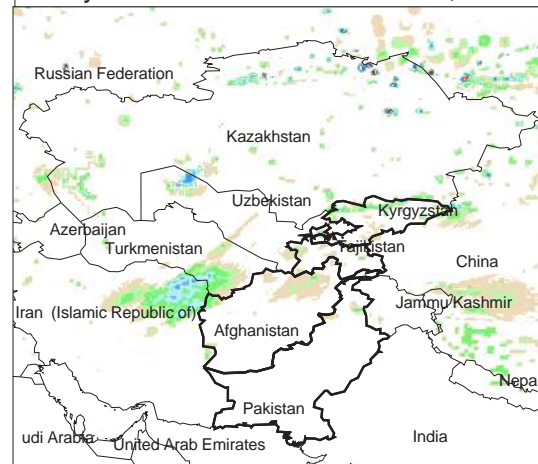 Russian Federation
Kazakhstan
Uzbekistan
Kyrgyzstan
Azerbaijan
Turkmenistan
Tajikistan
China
Iran (Islamic Republic of)
Jammu Kashmir
Afghanistan
Nepa
Pakistan
udi Arabia
United Arab Emirates
India